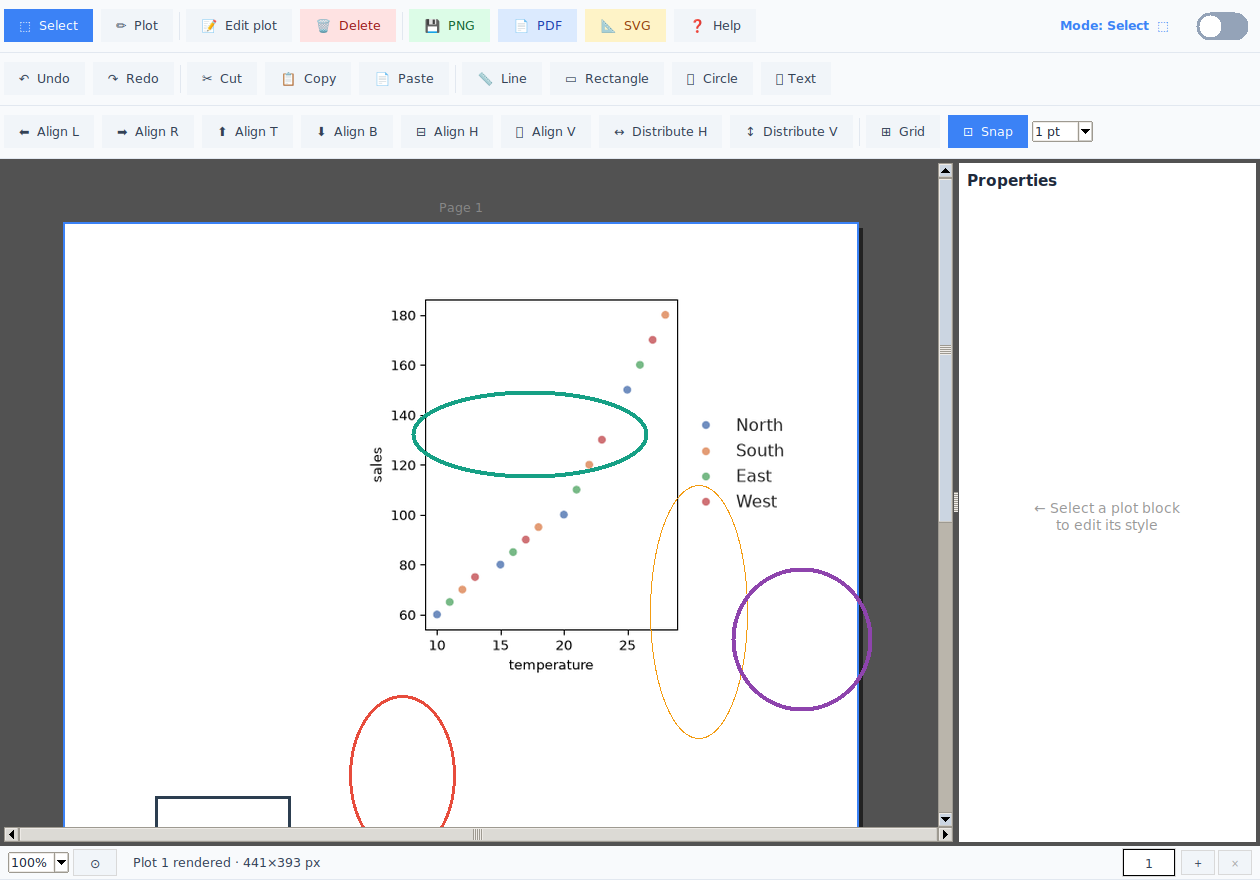 Select Plot Edit plot Delete PNG PDF SVG Help Mode: Select
Undo Redo Cut Copy Paste Line Rectangle Circle Text
Align L Align R Align T Align B Align H Align V Distribute H Distribute V Grid Snap 1 pt
Properties
Page 1
180
160
140
120
100
80
60
sales
10 15 20 25
temperature
North
South
East
West
← Select a plot block
to edit its style
100% Plot 1 rendered · 441×393 px 1 + ×